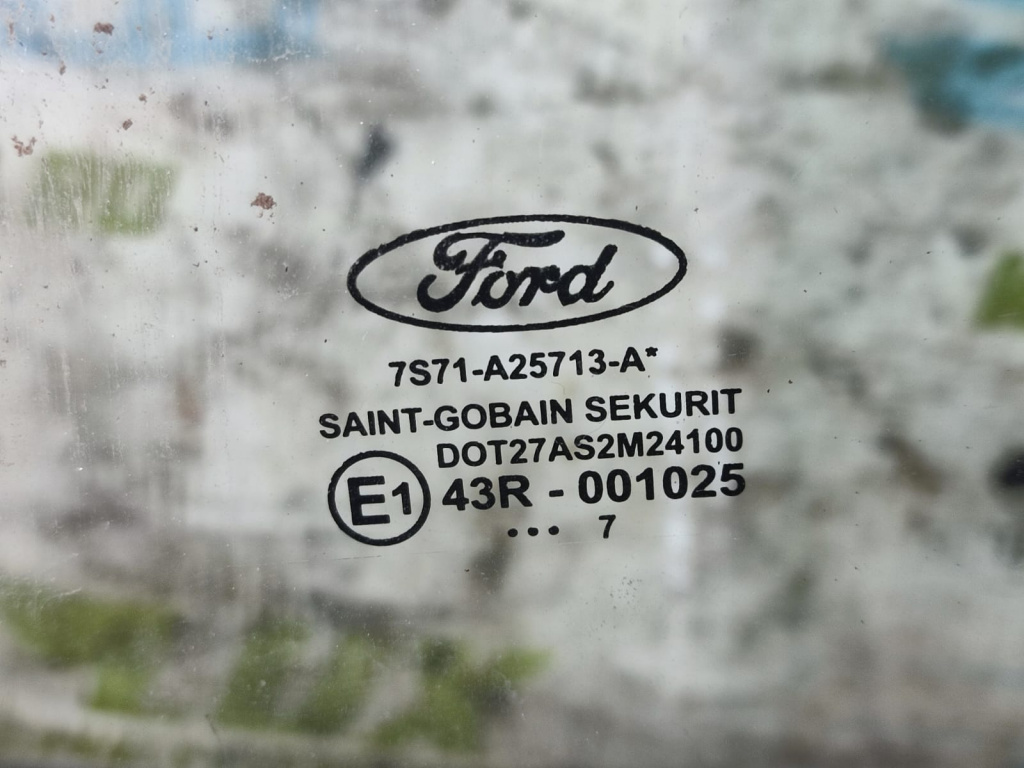 Ford
7S71-A25713-A*
SAINT-GOBAIN SEKURIT
DOT27AS2M24100
E1 43R - 001025
... 7